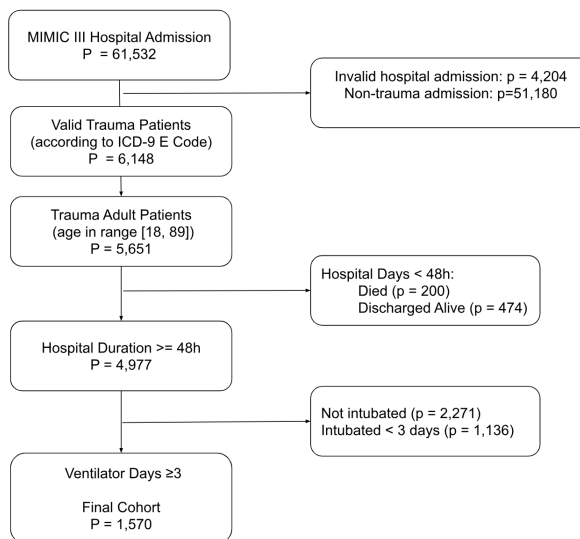 MIMIC III Hospital Admission
P = 61,532
Invalid hospital admission: p = 4,204
Non-trauma admission: p=51,180
Valid Trauma Patients
(according to ICD-9 E Code)
P = 6,148
Trauma Adult Patients
(age in range [18, 89])
P = 5,651
Hospital Days < 48h:
Died (p = 200)
Discharged Alive (p = 474)
Hospital Duration >= 48h
P = 4,977
Not intubated (p = 2,271)
Intubated < 3 days (p = 1,136)
Ventilator Days ≥3
Final Cohort
P = 1,570